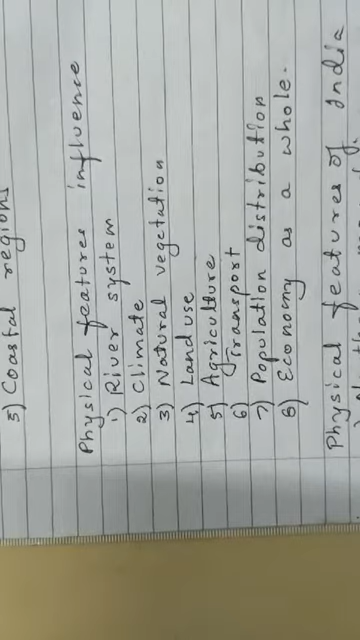 5) Coastal regions
Physical features influence
1) River system
2) Climate
3) Natural vegetation
4) Land use
5) Agriculture
6) Transport
7) Population distribution
8) Economy as a whole.
Physical features of India